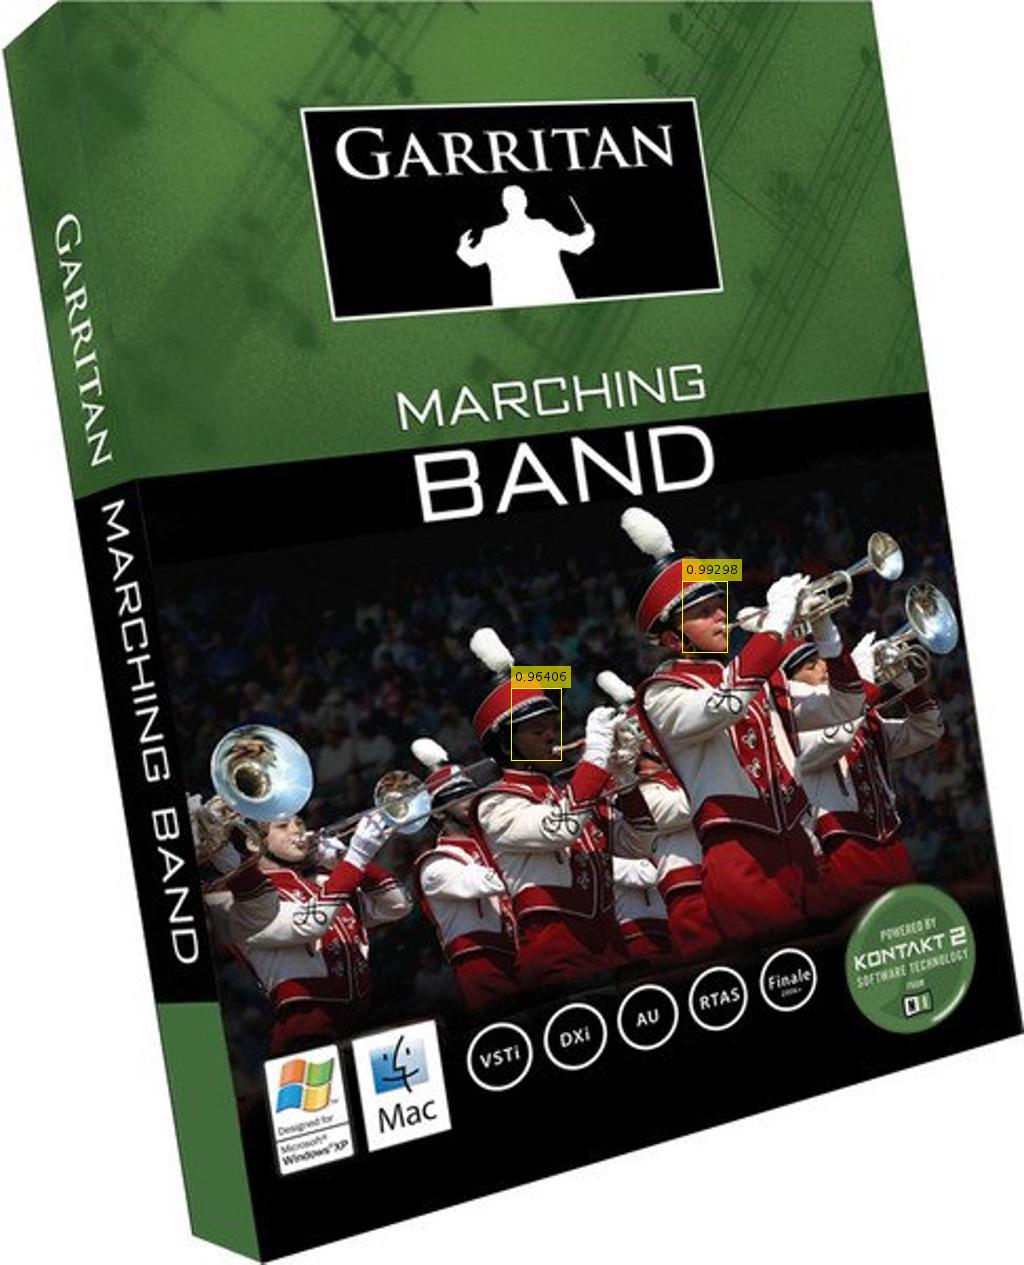 GARRITAN
MARCHING
BAND
GARRITAN
MARCHING BAND
0.99298
0.96406
POWERED BY
KONTAKT 2
SOFTWARE TECHNOLOGY
FROM
VSTi
DXi
AU
RTAS
Finale
2006+
Designed for
Microsoft®
Windows®XP
Mac